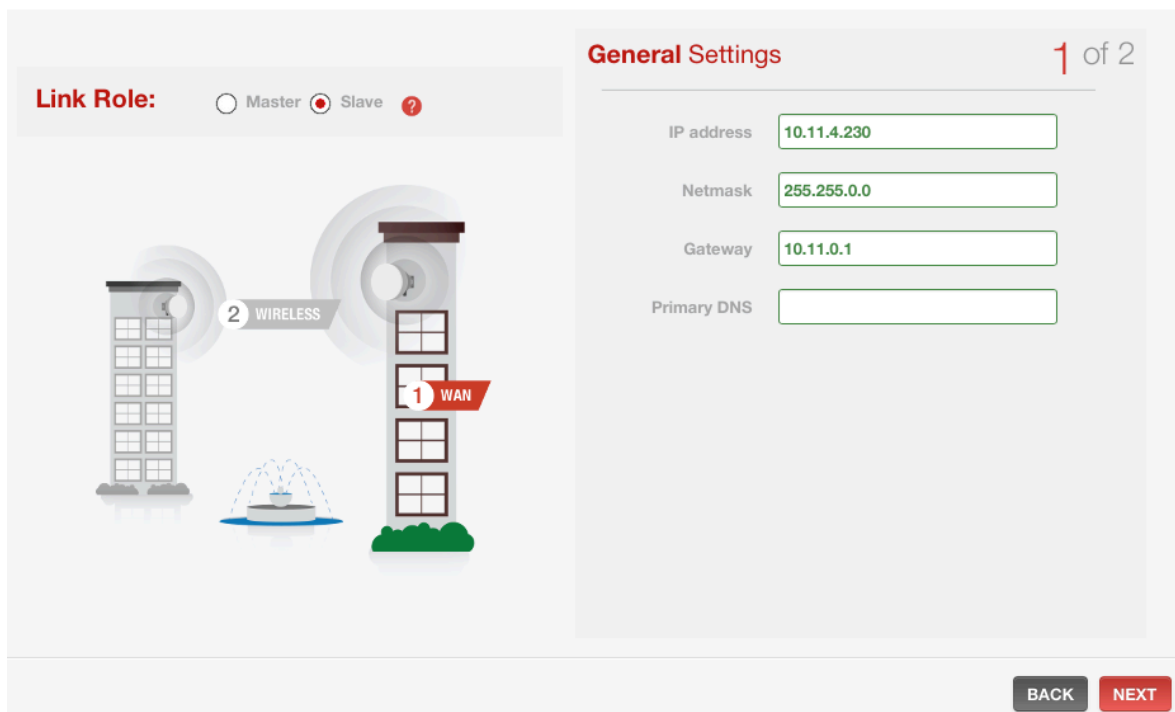 Link Role:
Master
Slave
?
2 WIRELESS
1 WAN
General Settings
1 of 2
IP address
10.11.4.230
Netmask
255.255.0.0
Gateway
10.11.0.1
Primary DNS
BACK
NEXT